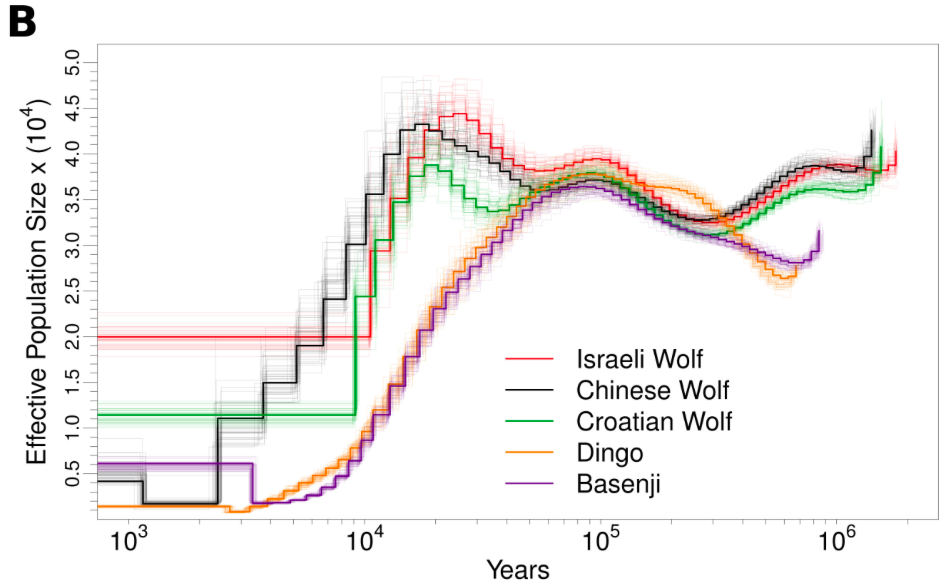 B
Effective Population Size x (10⁴)
5.0
4.5
4.0
3.5
3.0
2.5
2.0
1.5
1.0
0.5
Israeli Wolf
Chinese Wolf
Croatian Wolf
Dingo
Basenji
10³ 10⁴ 10⁵ 10⁶
Years